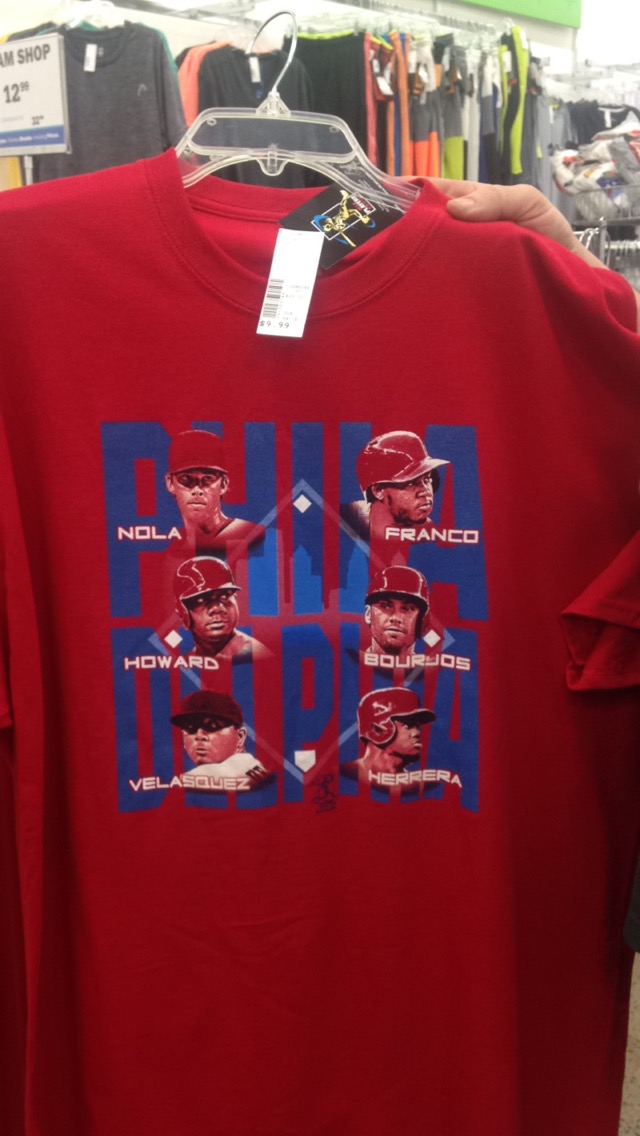 AM SHOP
12.99
$9.99
PHILA
NOLA
FRANCO
HOWARD
BOURJOS
DELPHIA
VELASQUEZ
HERRERA